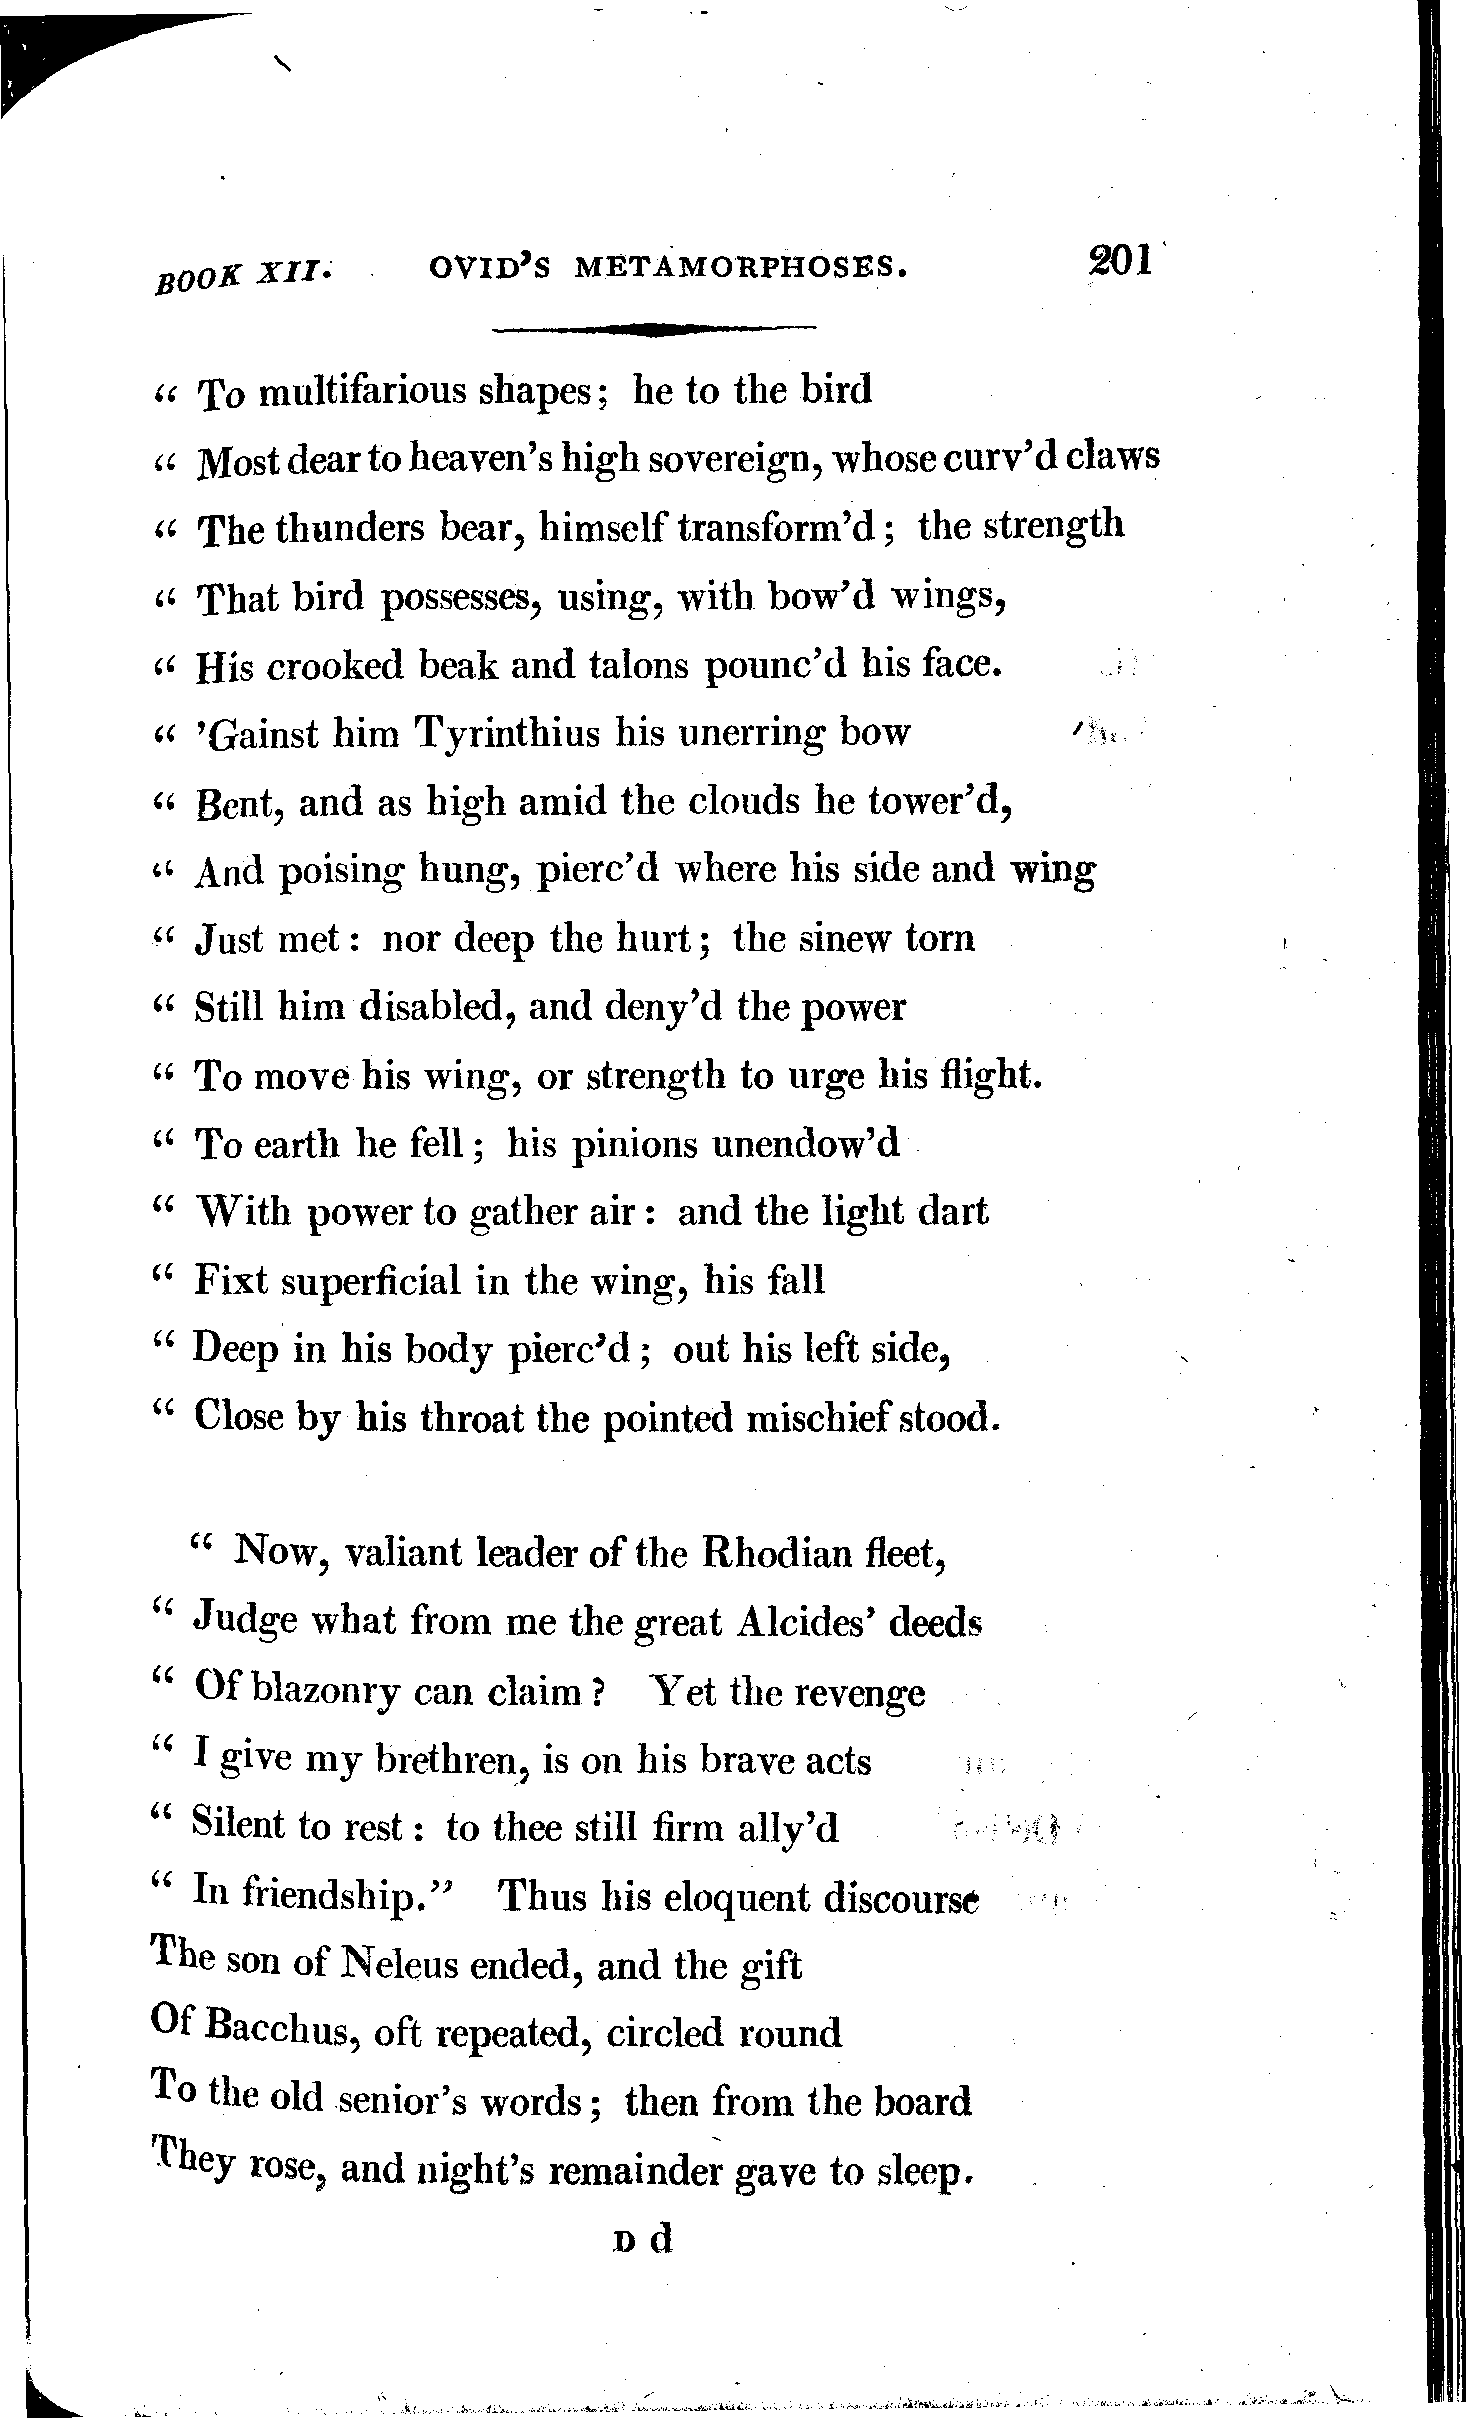 BOOK XII. OVID'S METAMORPHOSES. 201
“ To multifarious shapes; he to the bird
“ Most dear to heaven's high sovereign, whose curv'd claws
“ The thunders bear, himself transform'd; the strength
“ That bird possesses, using, with bow'd wings,
“ His crooked beak and talons pounc'd his face.
“ 'Gainst him Tyrinthius his unerring bow
“ Bent, and as high amid the clouds he tower'd,
“ And poising hung, pierc'd where his side and wing
“ Just met: nor deep the hurt; the sinew torn
“ Still him disabled, and deny'd the power
“ To move his wing, or strength to urge his flight.
“ To earth he fell; his pinions unendow'd
“ With power to gather air: and the light dart
“ Fixt superficial in the wing, his fall
“ Deep in his body pierc'd; out his left side,
“ Close by his throat the pointed mischief stood.
“ Now, valiant leader of the Rhodian fleet,
“ Judge what from me the great Alcides' deeds
“ Of blazonry can claim? Yet the revenge
“ I give my brethren, is on his brave acts
“ Silent to rest: to thee still firm ally'd
“ In friendship.” Thus his eloquent discourse
The son of Neleus ended, and the gift
Of Bacchus, oft repeated, circled round
To the old senior's words; then from the board
They rose, and night's remainder gave to sleep.
D d